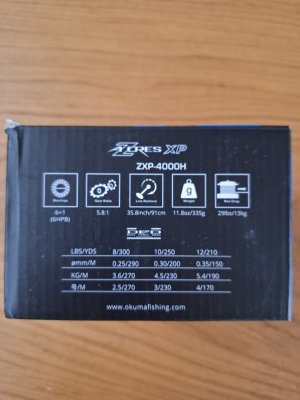 ZYTRES XP
ZXP-4000H
Bearings Gear Ratio Line Retrieve Weight Max Drag
6+1 5.8:1 35.8inch/91cm 11.8oz/335g 29lbs/13kg
(6HPB)
LBS/YDS 8/300 10/250 12/210
ømm/M 0.25/290 0.30/200 0.35/150
KG/M 3.6/270 4.5/230 5.4/190
号/M 2.5/270 3/230 4/170
www.okumafishing.com